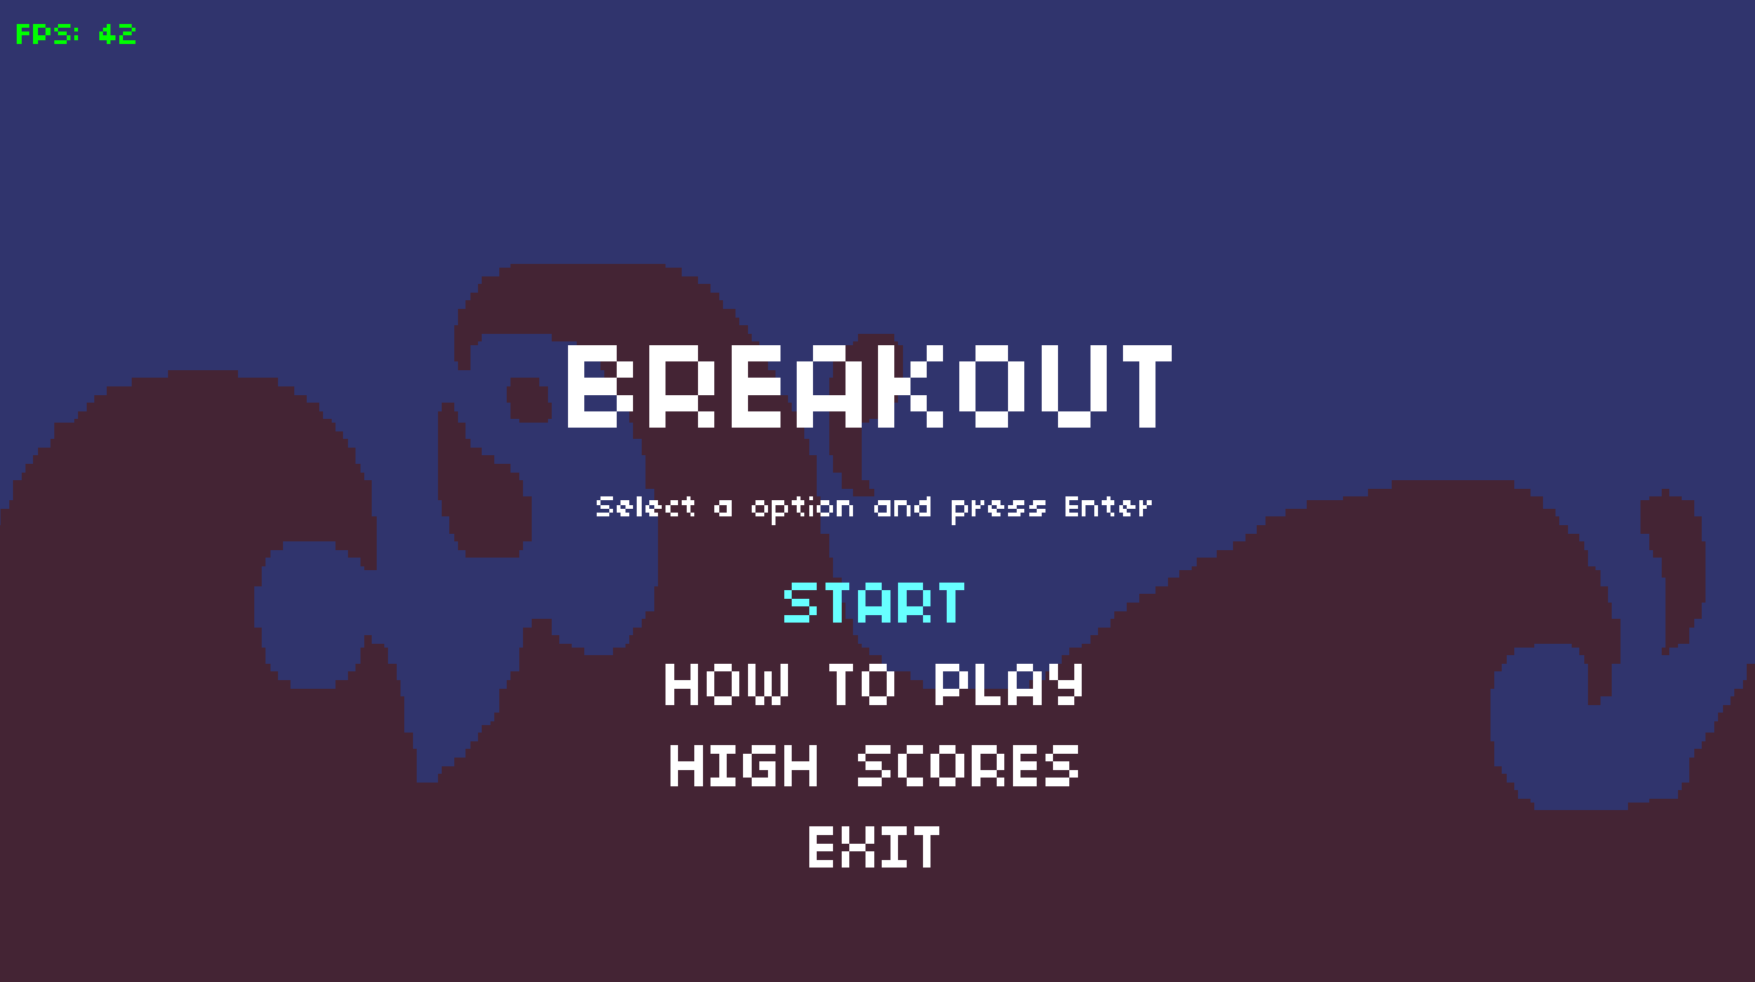 FPS: 42
BREAKOUT
Select a option and press Enter
START
HOW TO PLAY
HIGH SCORES
EXIT